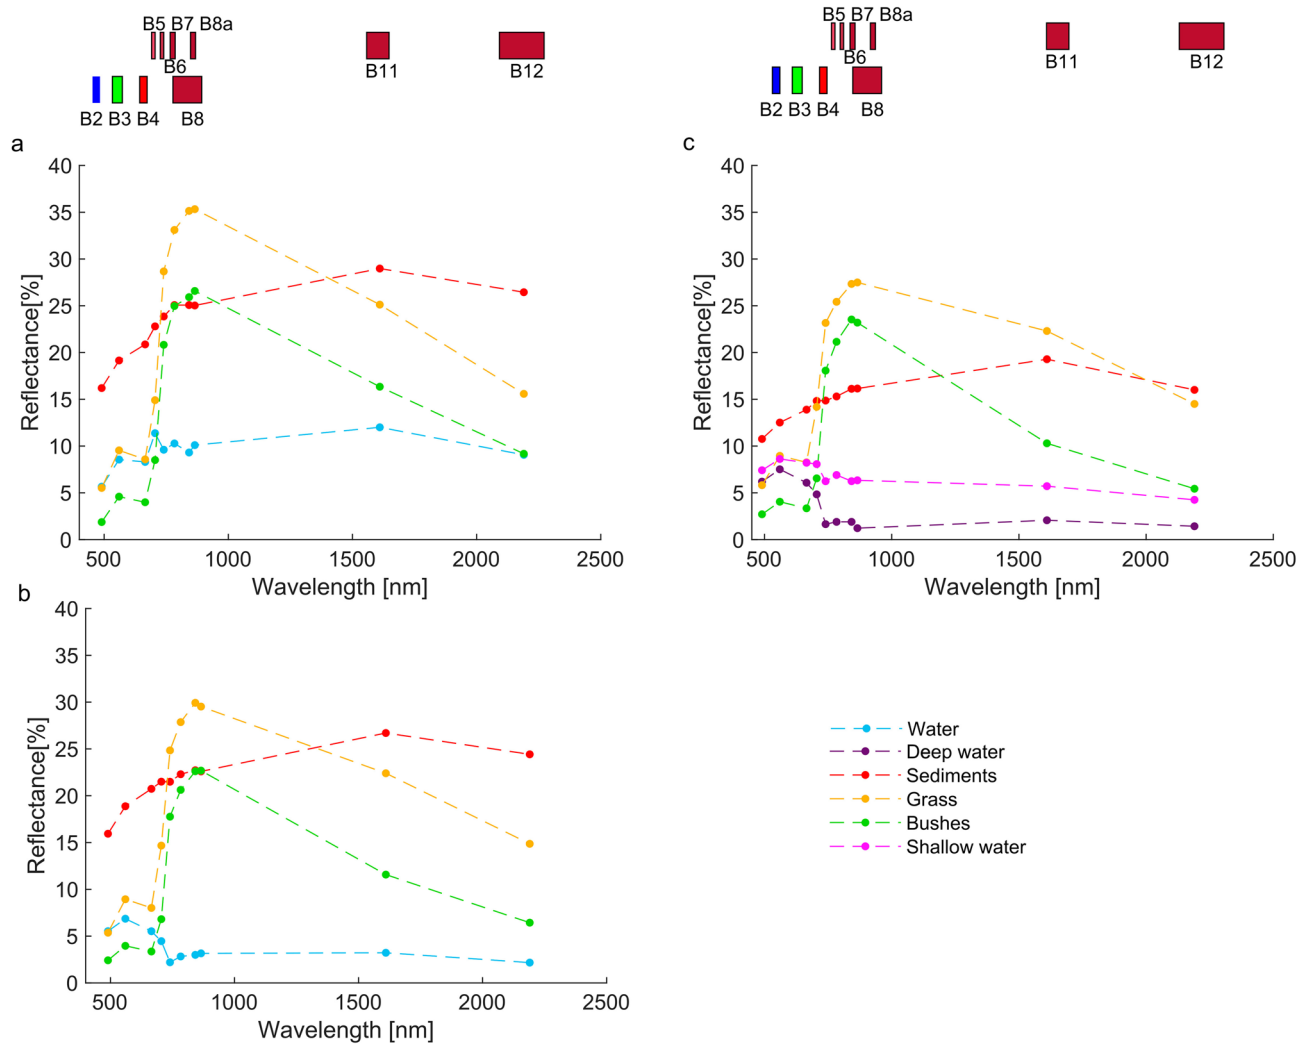 B5 B7 B8a
B6
B11
B12
B2 B3 B4 B8
a
40
35
30
25
20
15
10
5
0
Reflectance[%]
500 1000 1500 2000 2500
Wavelength [nm]
B5 B7 B8a
B6
B11
B12
B2 B3 B4 B8
c
40
35
30
25
20
15
10
5
0
Reflectance[%]
500 1000 1500 2000 2500
Wavelength [nm]
b
40
35
30
25
20
15
10
5
0
Reflectance[%]
500 1000 1500 2000 2500
Wavelength [nm]
Water
Deep water
Sediments
Grass
Bushes
Shallow water